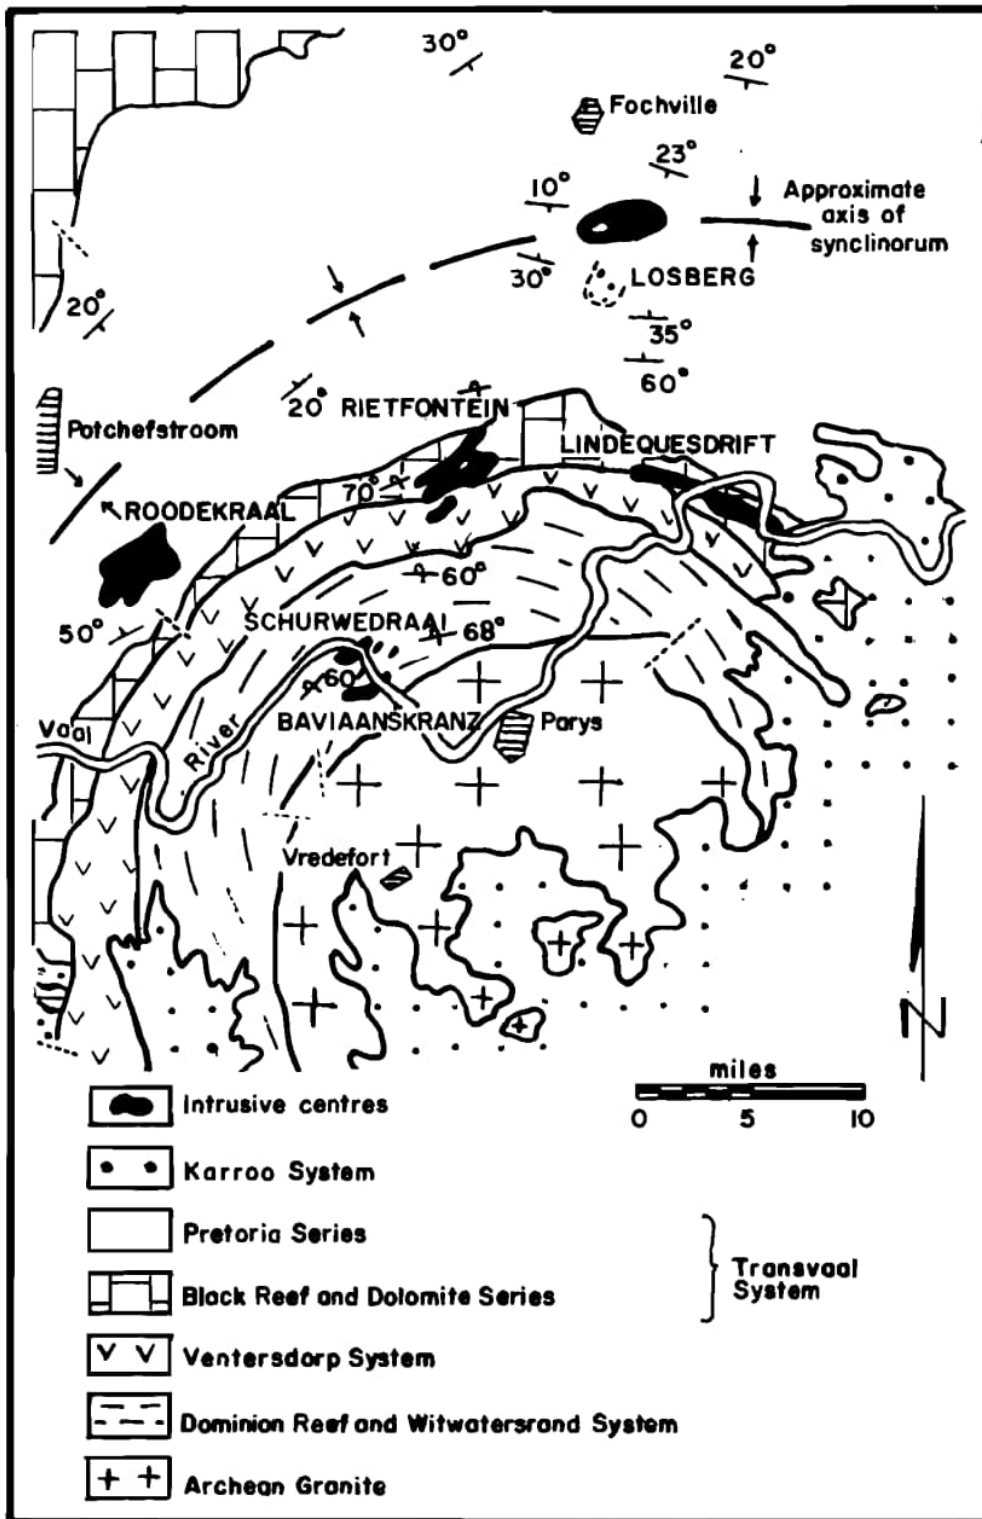 30°
20°
Fochville
23°
10°
Approximate
axis of
synclinorum
30°
LOSBERG
20°
35°
60°
20°
RIETFONTEIN
Potchefstroom
LINDEQUESDRIFT
70°
ROODEKRAAL
60°
50°
SCHURWEDRAAI
68°
60
BAVIAANSKRANZ
Parys
Vaal
River
Vredefort
N
miles
0 5 10
Intrusive centres
Karroo System
Pretoria Series
Transvaal
System
Black Reef and Dolomite Series
Ventersdorp System
Dominion Reef and Witwatersrand System
Archean Granite